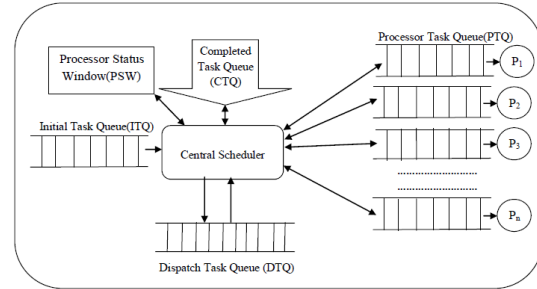 Processor Status
Window(PSW)
Completed
Task Queue
(CTQ)
Processor Task Queue(PTQ)
P1
P2
Initial Task Queue(ITQ)
Central Scheduler
P3
Pn
Dispatch Task Queue (DTQ)